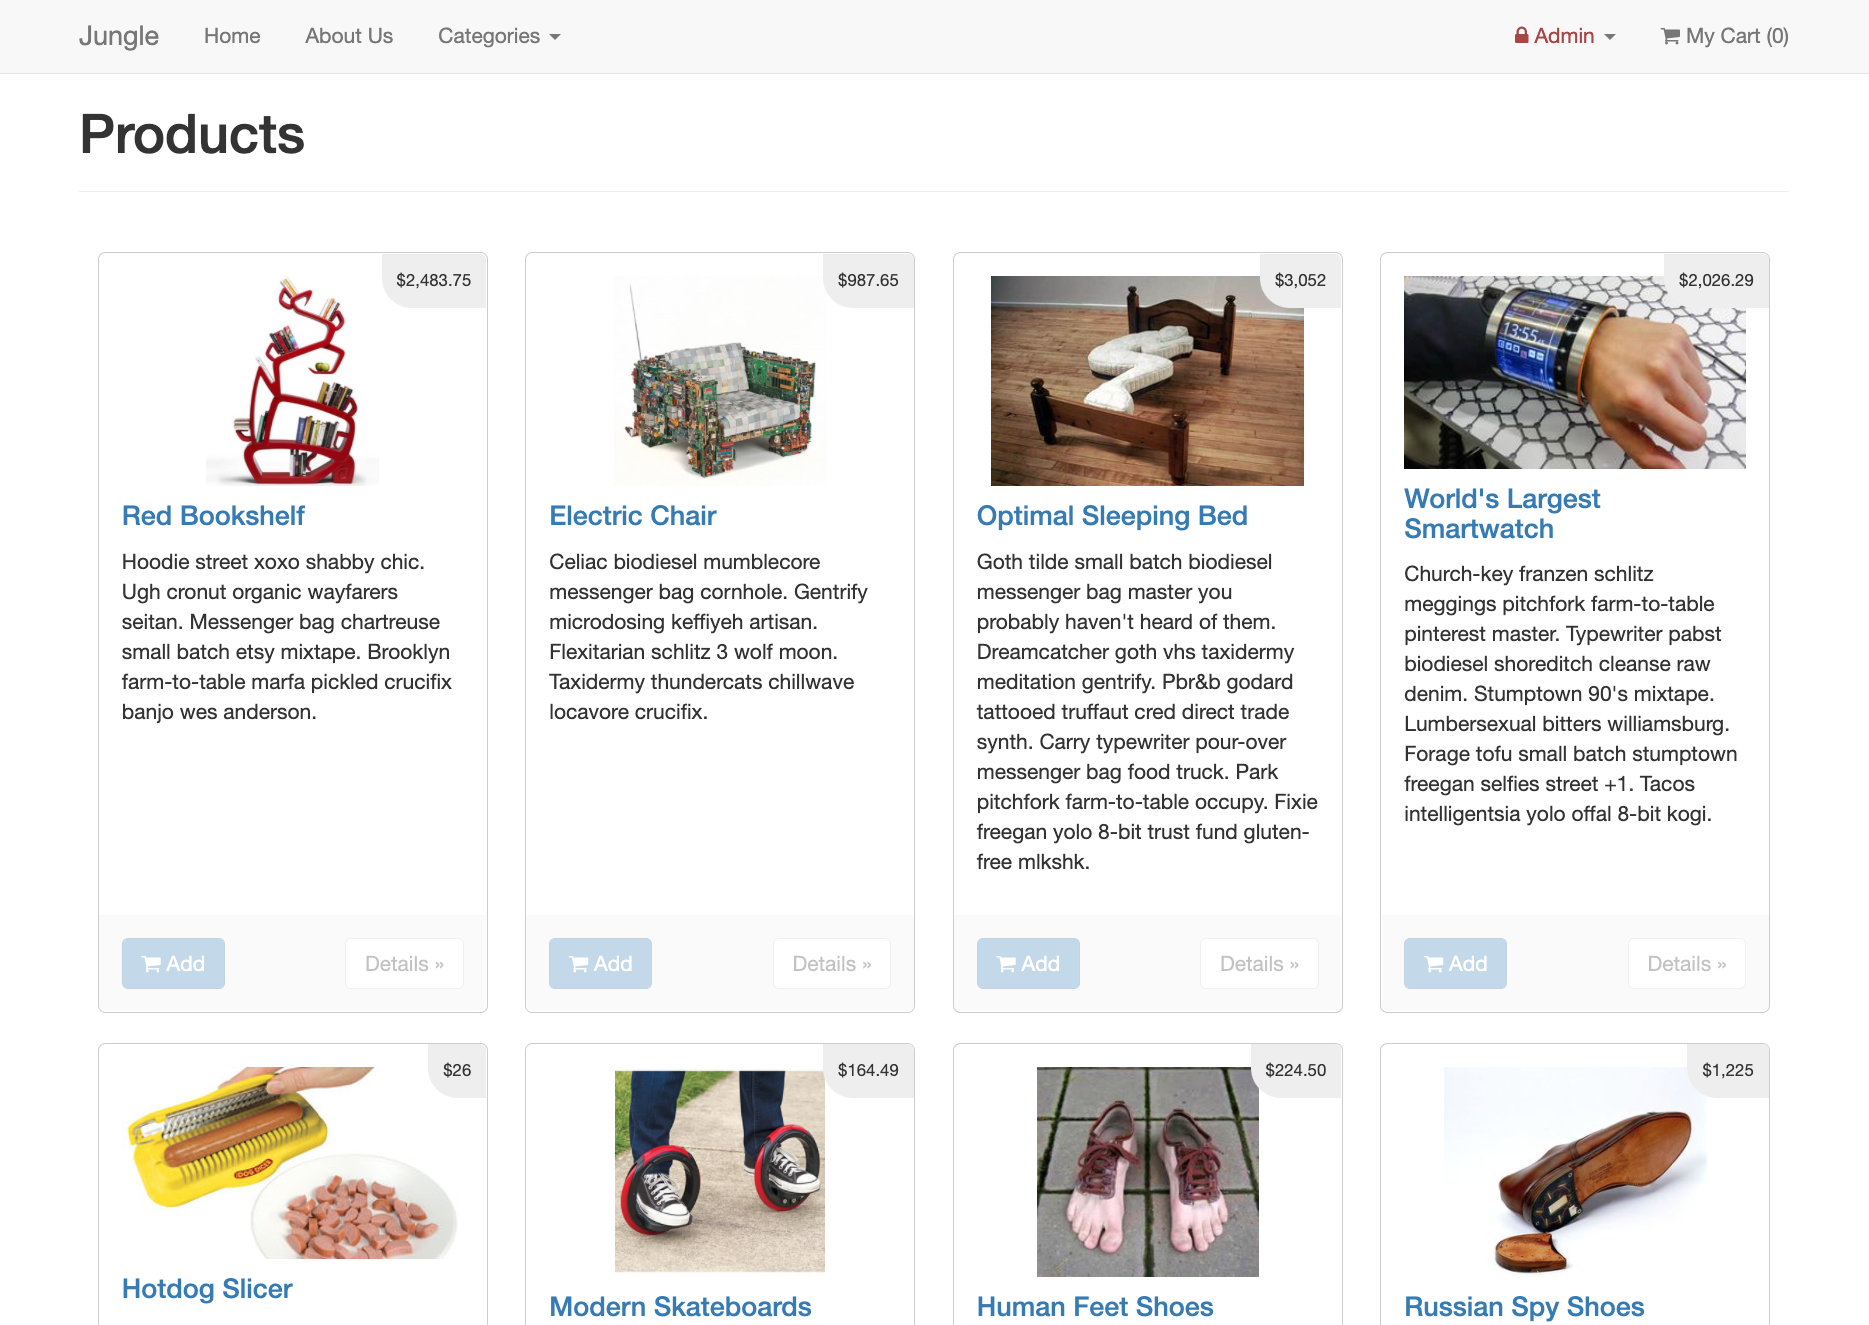 Jungle Home About Us Categories Admin My Cart (0)
Products
$2,483.75
Red Bookshelf
Hoodie street xoxo shabby chic.
Ugh cronut organic wayfarers
seitan. Messenger bag chartreuse
small batch etsy mixtape. Brooklyn
farm-to-table marfa pickled crucifix
banjo wes anderson.
Add Details »
$987.65
Electric Chair
Celiac biodiesel mumblecore
messenger bag cornhole. Gentrify
microdosing keffiyeh artisan.
Flexitarian schlitz 3 wolf moon.
Taxidermy thundercats chillwave
locavore crucifix.
Add Details »
$3,052
Optimal Sleeping Bed
Goth tilde small batch biodiesel
messenger bag master you
probably haven't heard of them.
Dreamcatcher goth vhs taxidermy
meditation gentrify. Pbr&b godard
tattooed truffaut cred direct trade
synth. Carry typewriter pour-over
messenger bag food truck. Park
pitchfork farm-to-table occupy. Fixie
freegan yolo 8-bit trust fund gluten-
free mlkshk.
Add Details »
$2,026.29
13:55
World's Largest
Smartwatch
Church-key franzen schlitz
meggings pitchfork farm-to-table
pinterest master. Typewriter pabst
biodiesel shoreditch cleanse raw
denim. Stumptown 90's mixtape.
Lumbersexual bitters williamsburg.
Forage tofu small batch stumptown
freegan selfies street +1. Tacos
intelligentsia yolo offal 8-bit kogi.
Add Details »
$26
Hotdog Slicer
$164.49
Modern Skateboards
$224.50
Human Feet Shoes
$1,225
Russian Spy Shoes